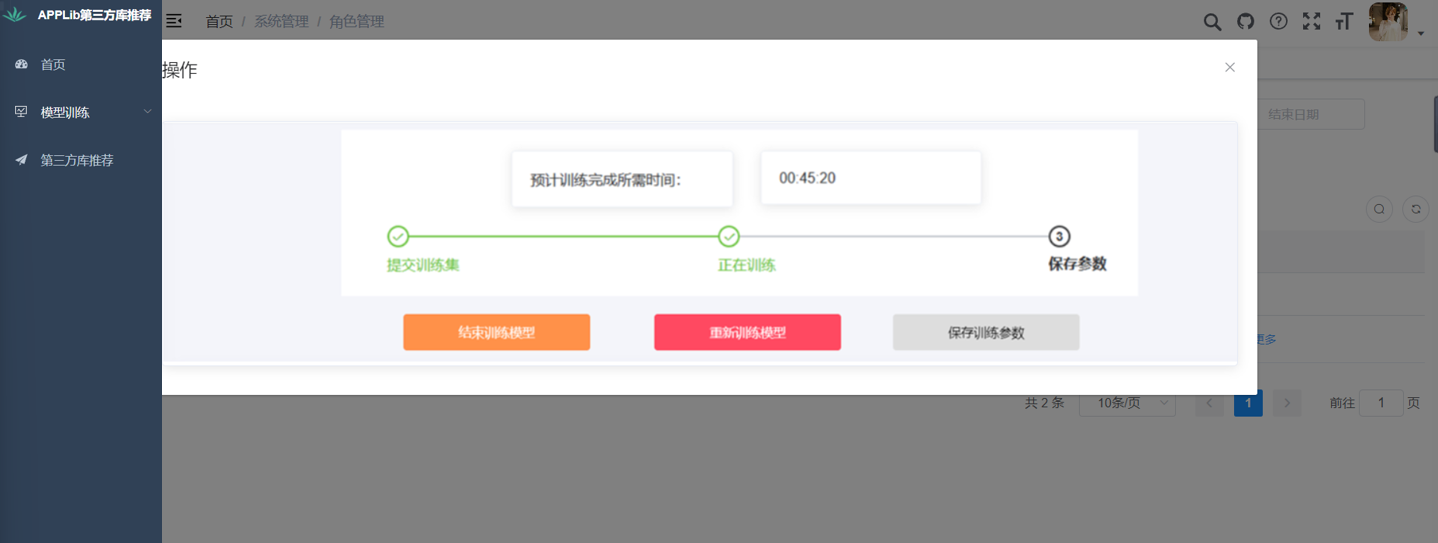 APPLib第三方库推荐
首页 / 系统管理 / 角色管理
首页
模型训练
第三方库推荐
操作
结束日期
预计训练完成所需时间：
00:45:20
3
提交训练集
正在训练
保存参数
结束训练模型
重新训练模型
保存训练参数
更多
共 2 条
10条/页
1
前往 1 页